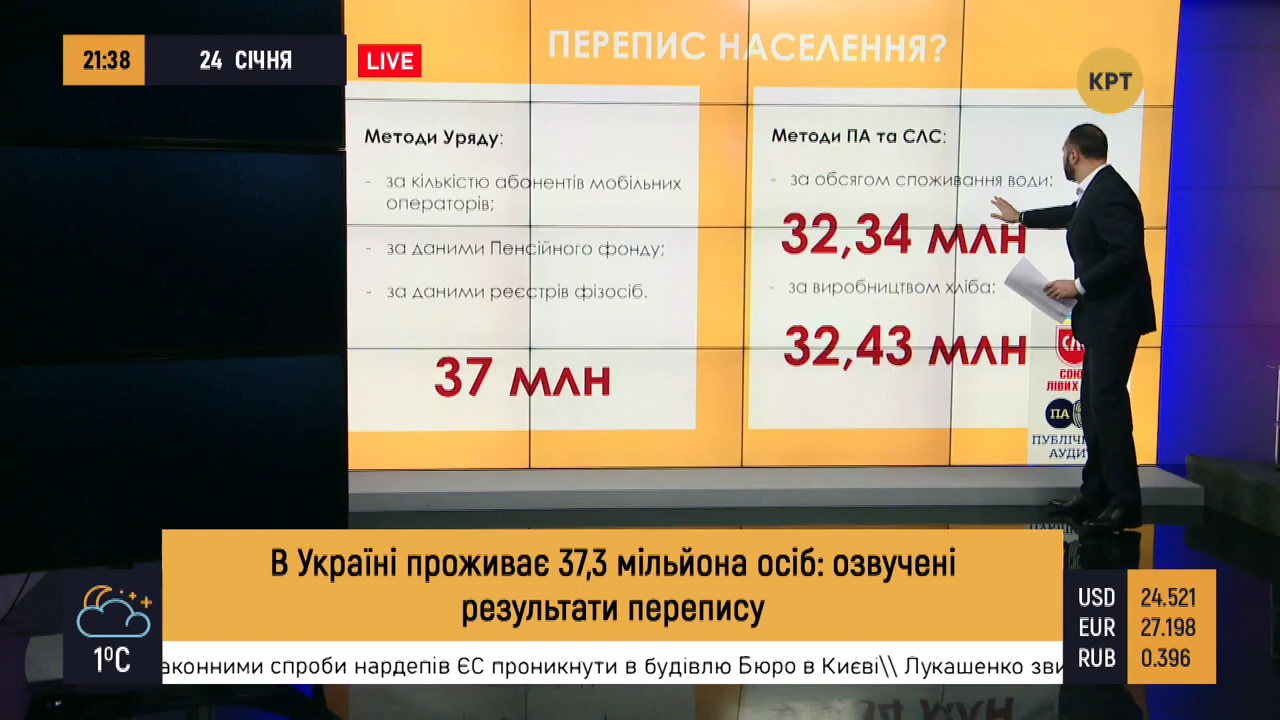 21:38
24 СІЧНЯ
LIVE
ПЕРЕПИС НАСЕЛЕННЯ?
КРТ
Методи Уряду:
- за кількістю абонентів мобільних
операторів;
- за даними Пенсійного фонду;
- за даними реєстрів фізосіб.
37 млн
Методи ПА та СЛС:
- за обсягом споживання води:
32,34 млн
- за виробництвом хліба:
32,43 млн
ЛІВИХ
ПА
В Україні проживає 37,3 мільйона осіб: озвучені
результати перепису
1°C
аконними спроби нардепів ЄС проникнути в будівлю Бюро в Києві\\ Лукашенко зви
USD 24.521
EUR 27.198
RUB 0.396